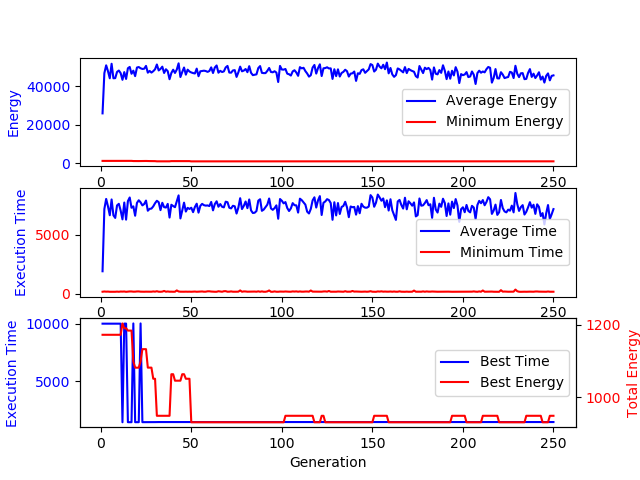 Energy
40000
20000
0
Average Energy
Minimum Energy
0 50 100 150 200 250
Execution Time
5000
0
Average Time
Minimum Time
0 50 100 150 200 250
Execution Time
10000
5000
Best Time
Best Energy
1200
1000
Total Energy
0 50 100 150 200 250
Generation